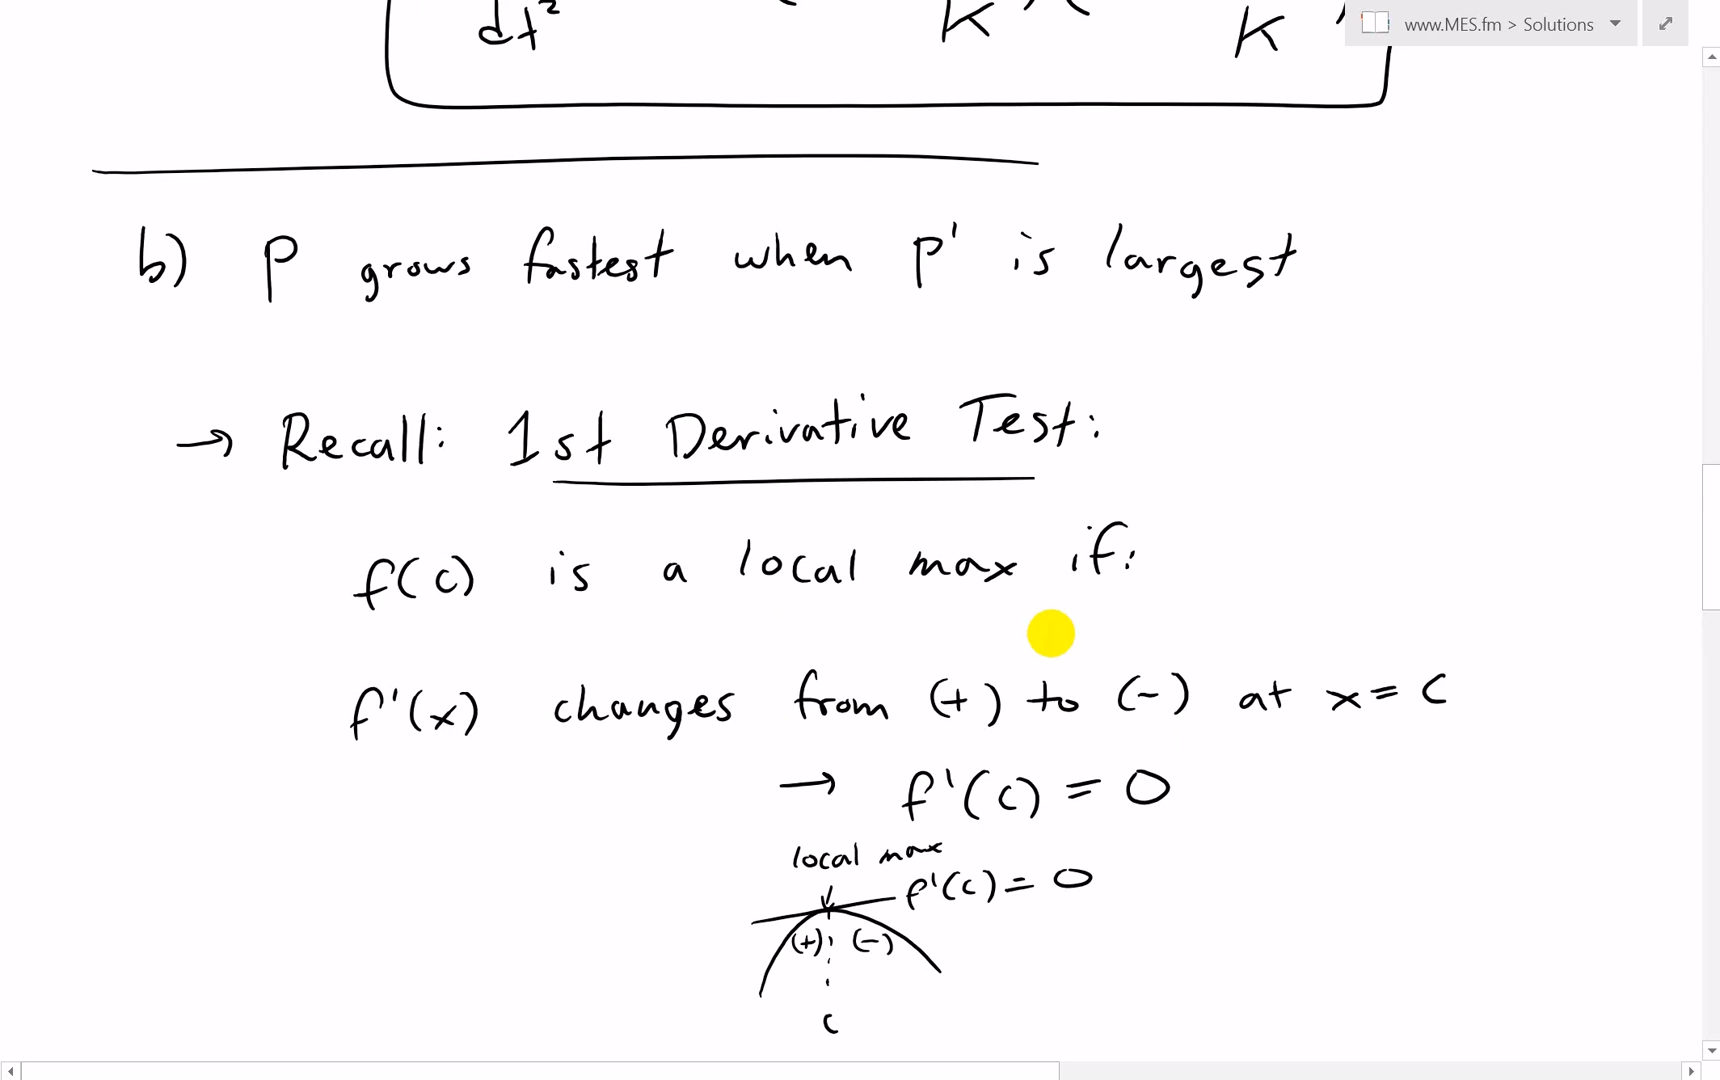 www.MES.fm > Solutions
dt²
K
K
b) P grows fastest when P' is largest
→ Recall: 1st Derivative Test:
f(c) is a local max if:
f'(x) changes from (+) to (-) at x = c
→ f'(c) = 0
local max
f'(c) = 0
(+) (-)
c